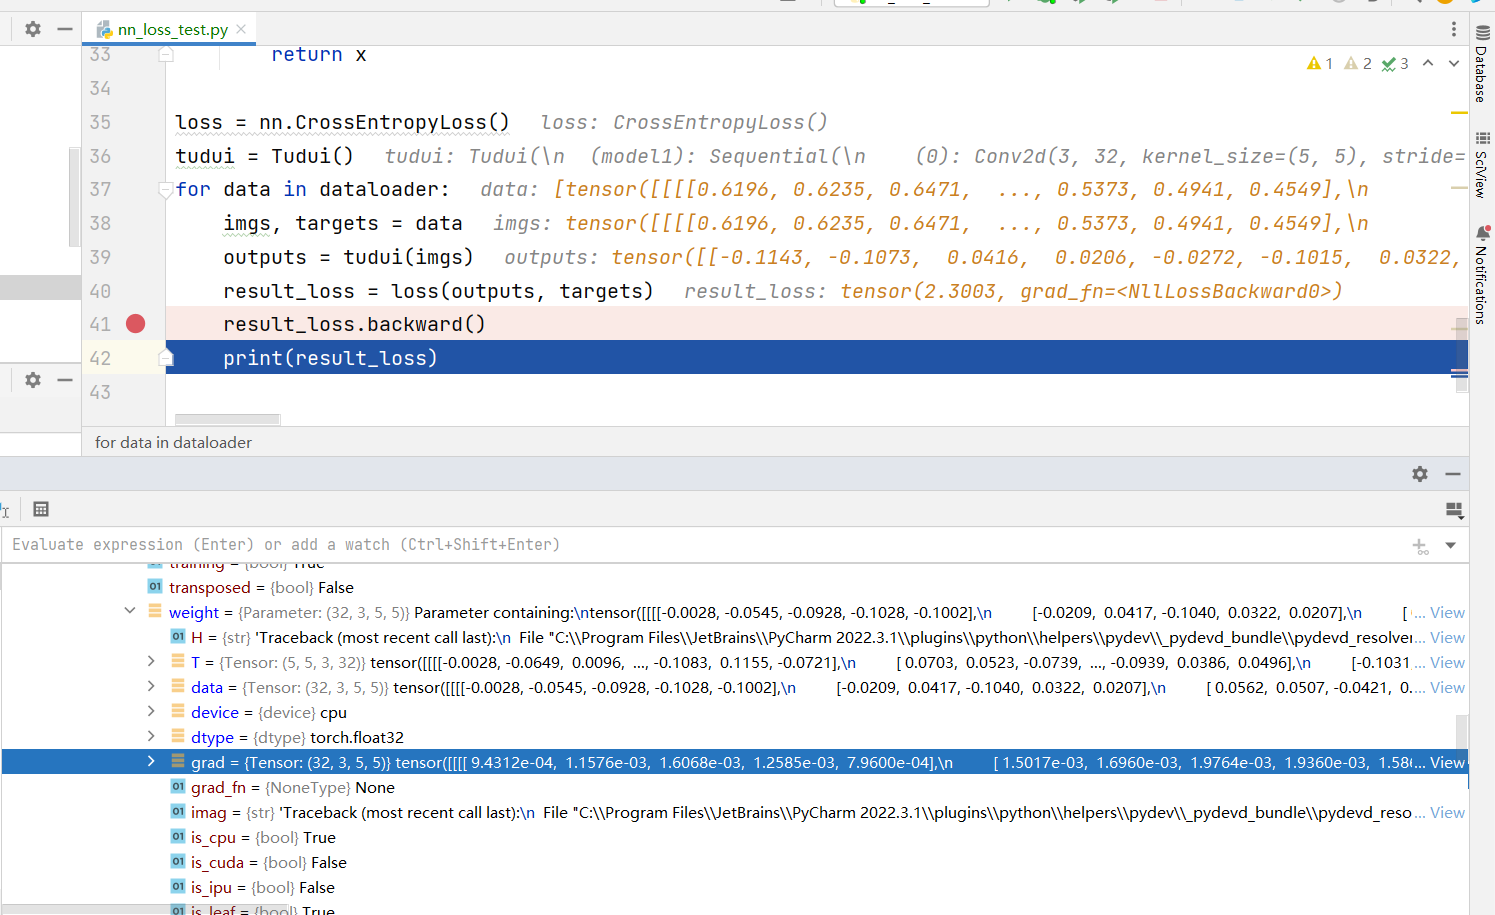 nn_loss_test.py
33 return x
1 2 3
34
35 loss = nn.CrossEntropyLoss() loss: CrossEntropyLoss()
36 tudui = Tudui() tudui: Tudui(\n (model1): Sequential(\n (0): Conv2d(3, 32, kernel_size=(5, 5), stride=
37 for data in dataloader: data: [tensor([[[[0.6196, 0.6235, 0.6471, ..., 0.5373, 0.4941, 0.4549],\n
38 imgs, targets = data imgs: tensor([[[[0.6196, 0.6235, 0.6471, ..., 0.5373, 0.4941, 0.4549],\n
39 outputs = tudui(imgs) outputs: tensor([[-0.1143, -0.1073, 0.0416, 0.0206, -0.0272, -0.1015, 0.0322,
40 result_loss = loss(outputs, targets) result_loss: tensor(2.3003, grad_fn=<NllLossBackward0>)
41 result_loss.backward()
42 print(result_loss)
43
for data in dataloader
Database
SciView
Notifications
Evaluate expression (Enter) or add a watch (Ctrl+Shift+Enter)
training = {bool} True
01 transposed = {bool} False
weight = {Parameter: (32, 3, 5, 5)} Parameter containing:\ntensor([[[[-0.0028, -0.0545, -0.0928, -0.1028, -0.1002],\n [-0.0209, 0.0417, -0.1040, 0.0322, 0.0207],\n [ ... View
01 H = {str} 'Traceback (most recent call last):\n File "C:\\Program Files\\JetBrains\\PyCharm 2022.3.1\\plugins\\python\\helpers\\pydev\\_pydevd_bundle\\pydevd_resolver ... View
T = {Tensor: (5, 5, 3, 32)} tensor([[[[-0.0028, -0.0649, 0.0096, ..., -0.1083, 0.1155, -0.0721],\n [ 0.0703, 0.0523, -0.0739, ..., -0.0939, 0.0386, 0.0496],\n [-0.1031 ... View
data = {Tensor: (32, 3, 5, 5)} tensor([[[[-0.0028, -0.0545, -0.0928, -0.1028, -0.1002],\n [-0.0209, 0.0417, -0.1040, 0.0322, 0.0207],\n [ 0.0562, 0.0507, -0.0421, 0. ... View
device = {device} cpu
dtype = {dtype} torch.float32
grad = {Tensor: (32, 3, 5, 5)} tensor([[[[ 9.4312e-04, 1.1576e-03, 1.6068e-03, 1.2585e-03, 7.9600e-04],\n [ 1.5017e-03, 1.6960e-03, 1.9764e-03, 1.9360e-03, 1.58 ... View
01 grad_fn = {NoneType} None
01 imag = {str} 'Traceback (most recent call last):\n File "C:\\Program Files\\JetBrains\\PyCharm 2022.3.1\\plugins\\python\\helpers\\pydev\\_pydevd_bundle\\pydevd_reso ... View
01 is_cpu = {bool} True
01 is_cuda = {bool} False
01 is_ipu = {bool} False
01 is_leaf = {bool} True